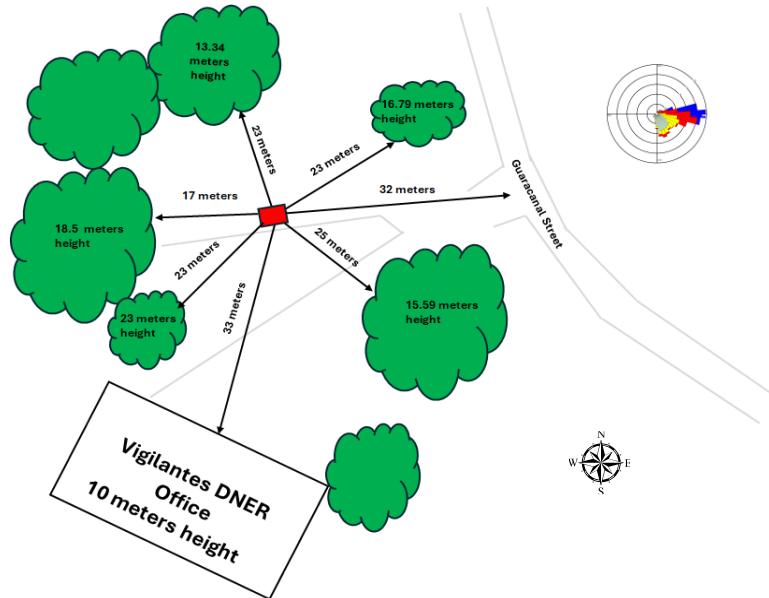 13.34
meters
height
16.79 meters
height
23 meters
23 meters
32 meters
17 meters
Guaracanal Street
18.5 meters
height
25 meters
23 meters
33 meters
15.59 meters
height
23 meters
height
Vigilantes DNER
Office
10 meters height
N
W
E
S